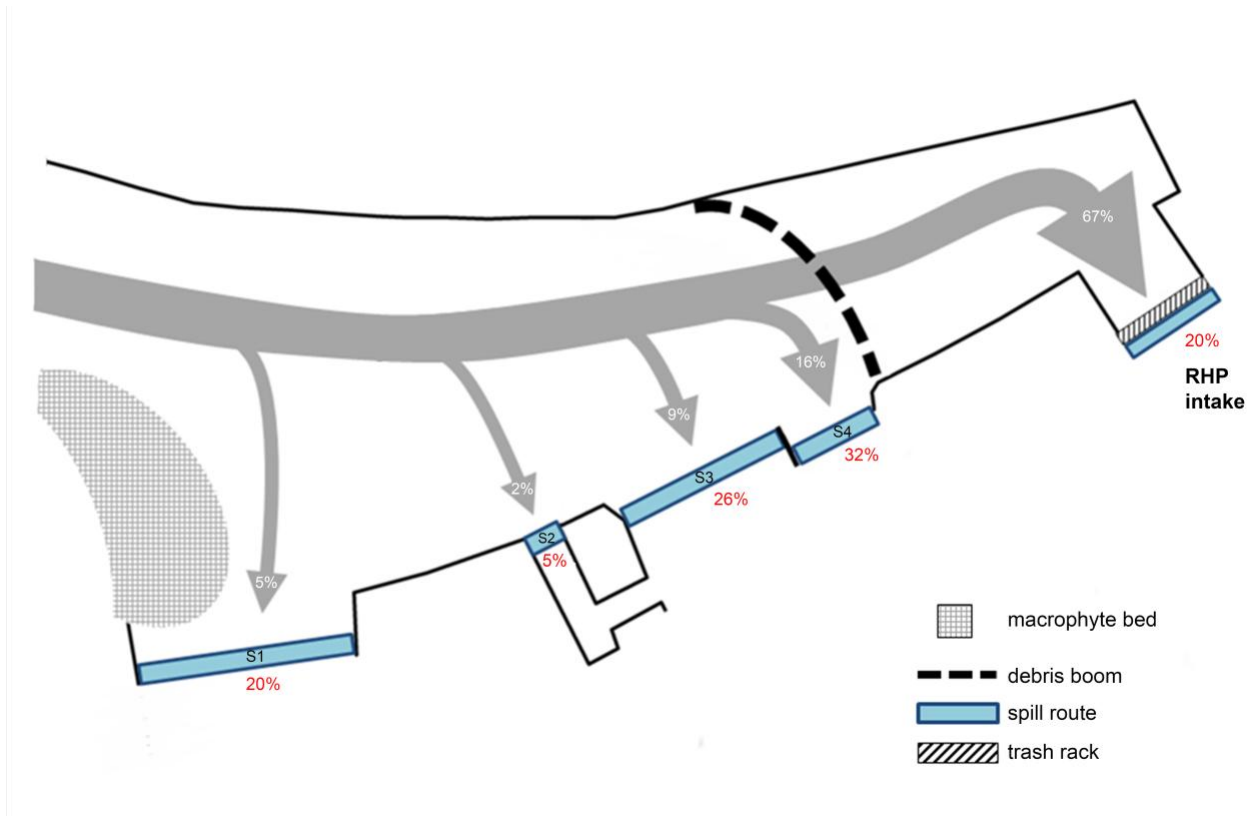 67%
20%
RHP
intake
16%
9%
S4
32%
S3
26%
2%
S2
5%
5%
S1
20%
macrophyte bed
debris boom
spill route
trash rack